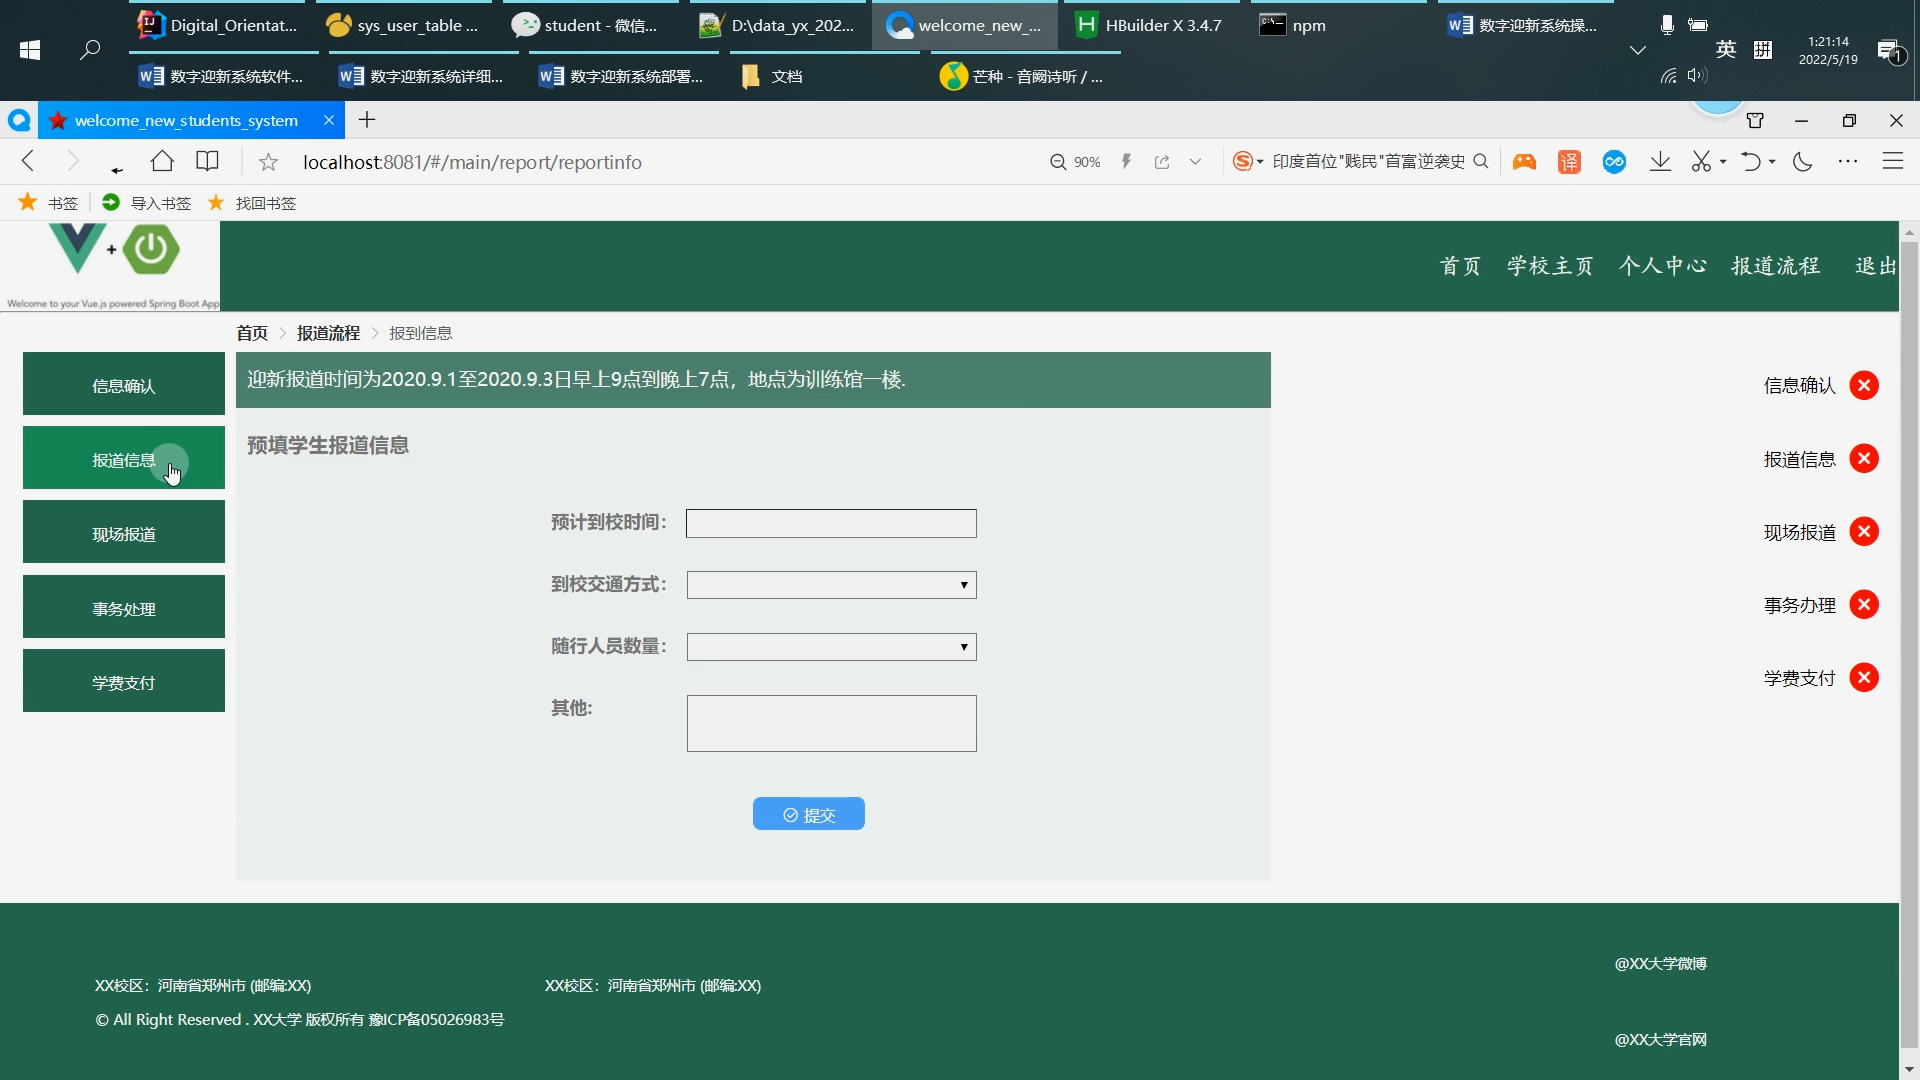 Digital_Orientat...
sys_user_table ...
student - 微信...
D:\data_yx_202...
welcome_new_...
HBuilder X 3.4.7
npm
数字迎新系统操...
数字迎新系统软件...
数字迎新系统详细...
数字迎新系统部署...
文档
芒种 - 音阙诗听 / ...
英
拼
1:21:14
2022/5/19
1
welcome_new_students_system
localhost:8081/#/main/report/reportinfo
90%
印度首位"贱民"首富逆袭史
译
书签
导入书签
找回书签
Welcome to your Vue.js powered Spring Boot App
首页 学校主页 个人中心 报道流程 退出
首页 > 报道流程 > 报到信息
信息确认
报道信息
现场报道
事务处理
学费支付
迎新报道时间为2020.9.1至2020.9.3日早上9点到晚上7点，地点为训练馆一楼.
预填学生报道信息
预计到校时间：
到校交通方式：
随行人员数量：
其他:
提交
信息确认
报道信息
现场报道
事务办理
学费支付
XX校区：河南省郑州市 (邮编:XX)
XX校区：河南省郑州市 (邮编:XX)
© All Right Reserved . XX大学 版权所有 豫ICP备05026983号
@XX大学微博
@XX大学官网